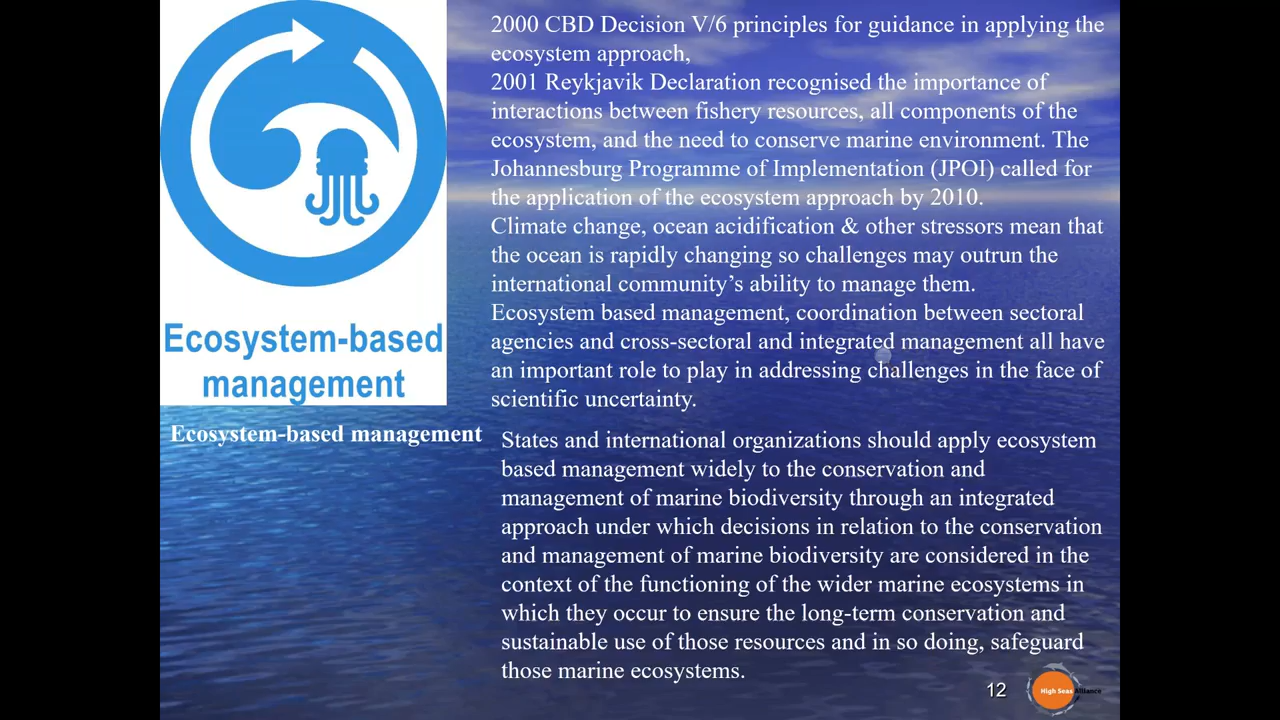 Ecosystem-based
management
Ecosystem-based management
2000 CBD Decision V/6 principles for guidance in applying the
ecosystem approach,
2001 Reykjavik Declaration recognised the importance of
interactions between fishery resources, all components of the
ecosystem, and the need to conserve marine environment. The
Johannesburg Programme of Implementation (JPOI) called for
the application of the ecosystem approach by 2010.
Climate change, ocean acidification & other stressors mean that
the ocean is rapidly changing so challenges may outrun the
international community’s ability to manage them.
Ecosystem based management, coordination between sectoral
agencies and cross-sectoral and integrated management all have
an important role to play in addressing challenges in the face of
scientific uncertainty.
States and international organizations should apply ecosystem
based management widely to the conservation and
management of marine biodiversity through an integrated
approach under which decisions in relation to the conservation
and management of marine biodiversity are considered in the
context of the functioning of the wider marine ecosystems in
which they occur to ensure the long-term conservation and
sustainable use of those resources and in so doing, safeguard
those marine ecosystems.
12
High Seas Alliance